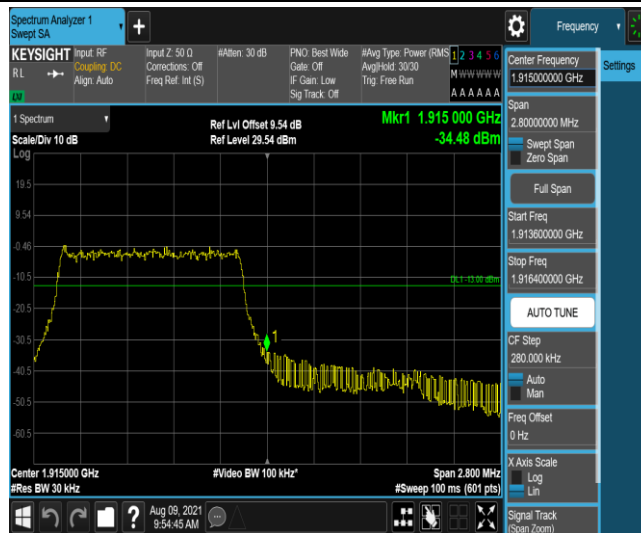 Spectrum Analyzer 1
Swept SA
+
Frequency
KEYSIGHT
RL
LXI
Input: RF
Coupling: DC
Align: Auto
Input Z: 50 Ω
Corrections: Off
Freq Ref: Int (S)
#Atten: 30 dB
PNO: Best Wide
Gate: Off
IF Gain: Low
Sig Track: Off
#Avg Type: Power (RMS
Avg|Hold: 30/30
Trig: Free Run
1 2 3 4 5 6
M W W W W W
A A A A A A
1 Spectrum
Scale/Div 10 dB
Log
Ref Lvl Offset 9.54 dB
Ref Level 29.54 dBm
Mkr1 1.915 000 GHz
-34.48 dBm
19.5
9.54
-0.46
-10.5
-20.5
-30.5
-40.5
-50.5
-60.5
DL1 -13.00 dBm
1
Center 1.915000 GHz
#Res BW 30 kHz
#Video BW 100 kHz*
Span 2.800 MHz
#Sweep 100 ms (601 pts)
?
Aug 09, 2021
9:54:45 AM
Center Frequency
1.915000000 GHz
Settings
Span
2.80000000 MHz
Swept Span
Zero Span
Full Span
Start Freq
1.913600000 GHz
Stop Freq
1.916400000 GHz
AUTO TUNE
CF Step
280.000 kHz
Auto
Man
Freq Offset
0 Hz
X Axis Scale
Log
Lin
Signal Track
(Span Zoom)